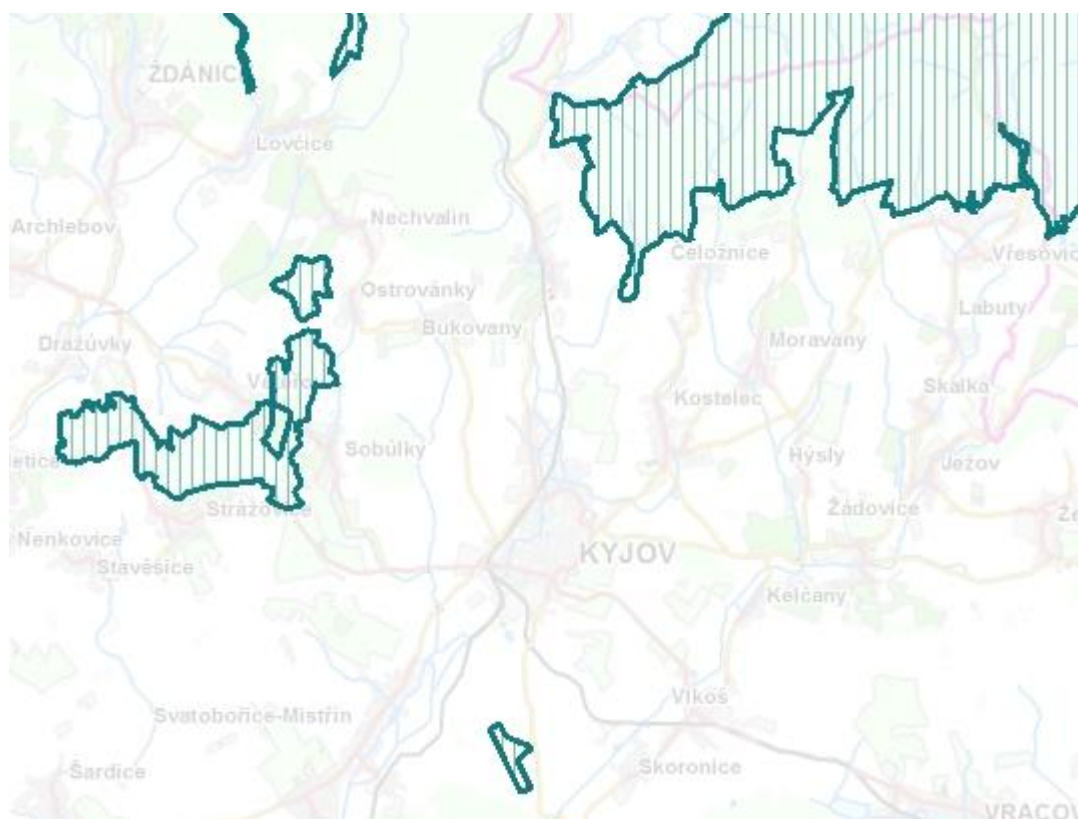 ŽDÁNIC
Lovčice
Archlebov
Nechvalín
Čeložnice
Vřesovic
Ostrovánky
Bukovany
Labuty
Dražůvky
Moravany
Skalka
Kostelec
Sobůlky
Hýsly
Ježov
letice
Strážovice
Žádovice
Nenkovice
KYJOV
Stavěšice
Kelčany
Vlkoš
Svatobořice-Mistřín
Šardice
Skoronice
VRACOV